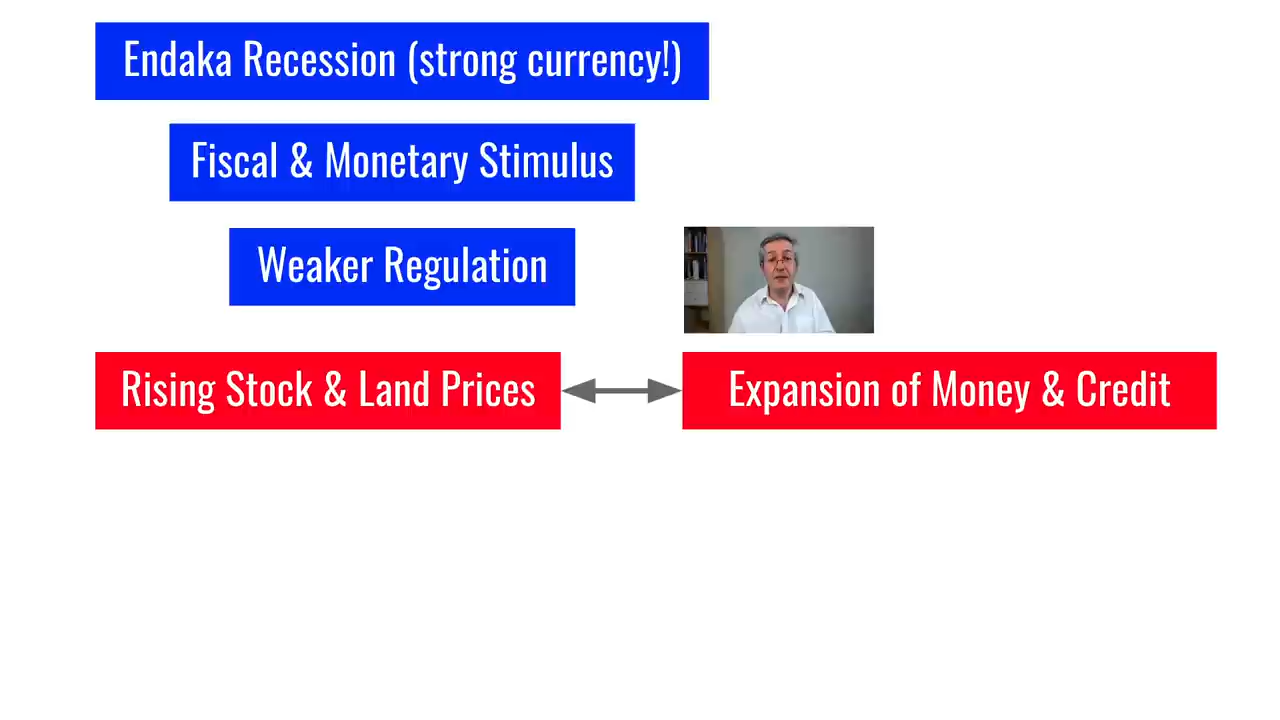 Endaka Recession (strong currency!)
Fiscal & Monetary Stimulus
Weaker Regulation
Rising Stock & Land Prices
Expansion of Money & Credit